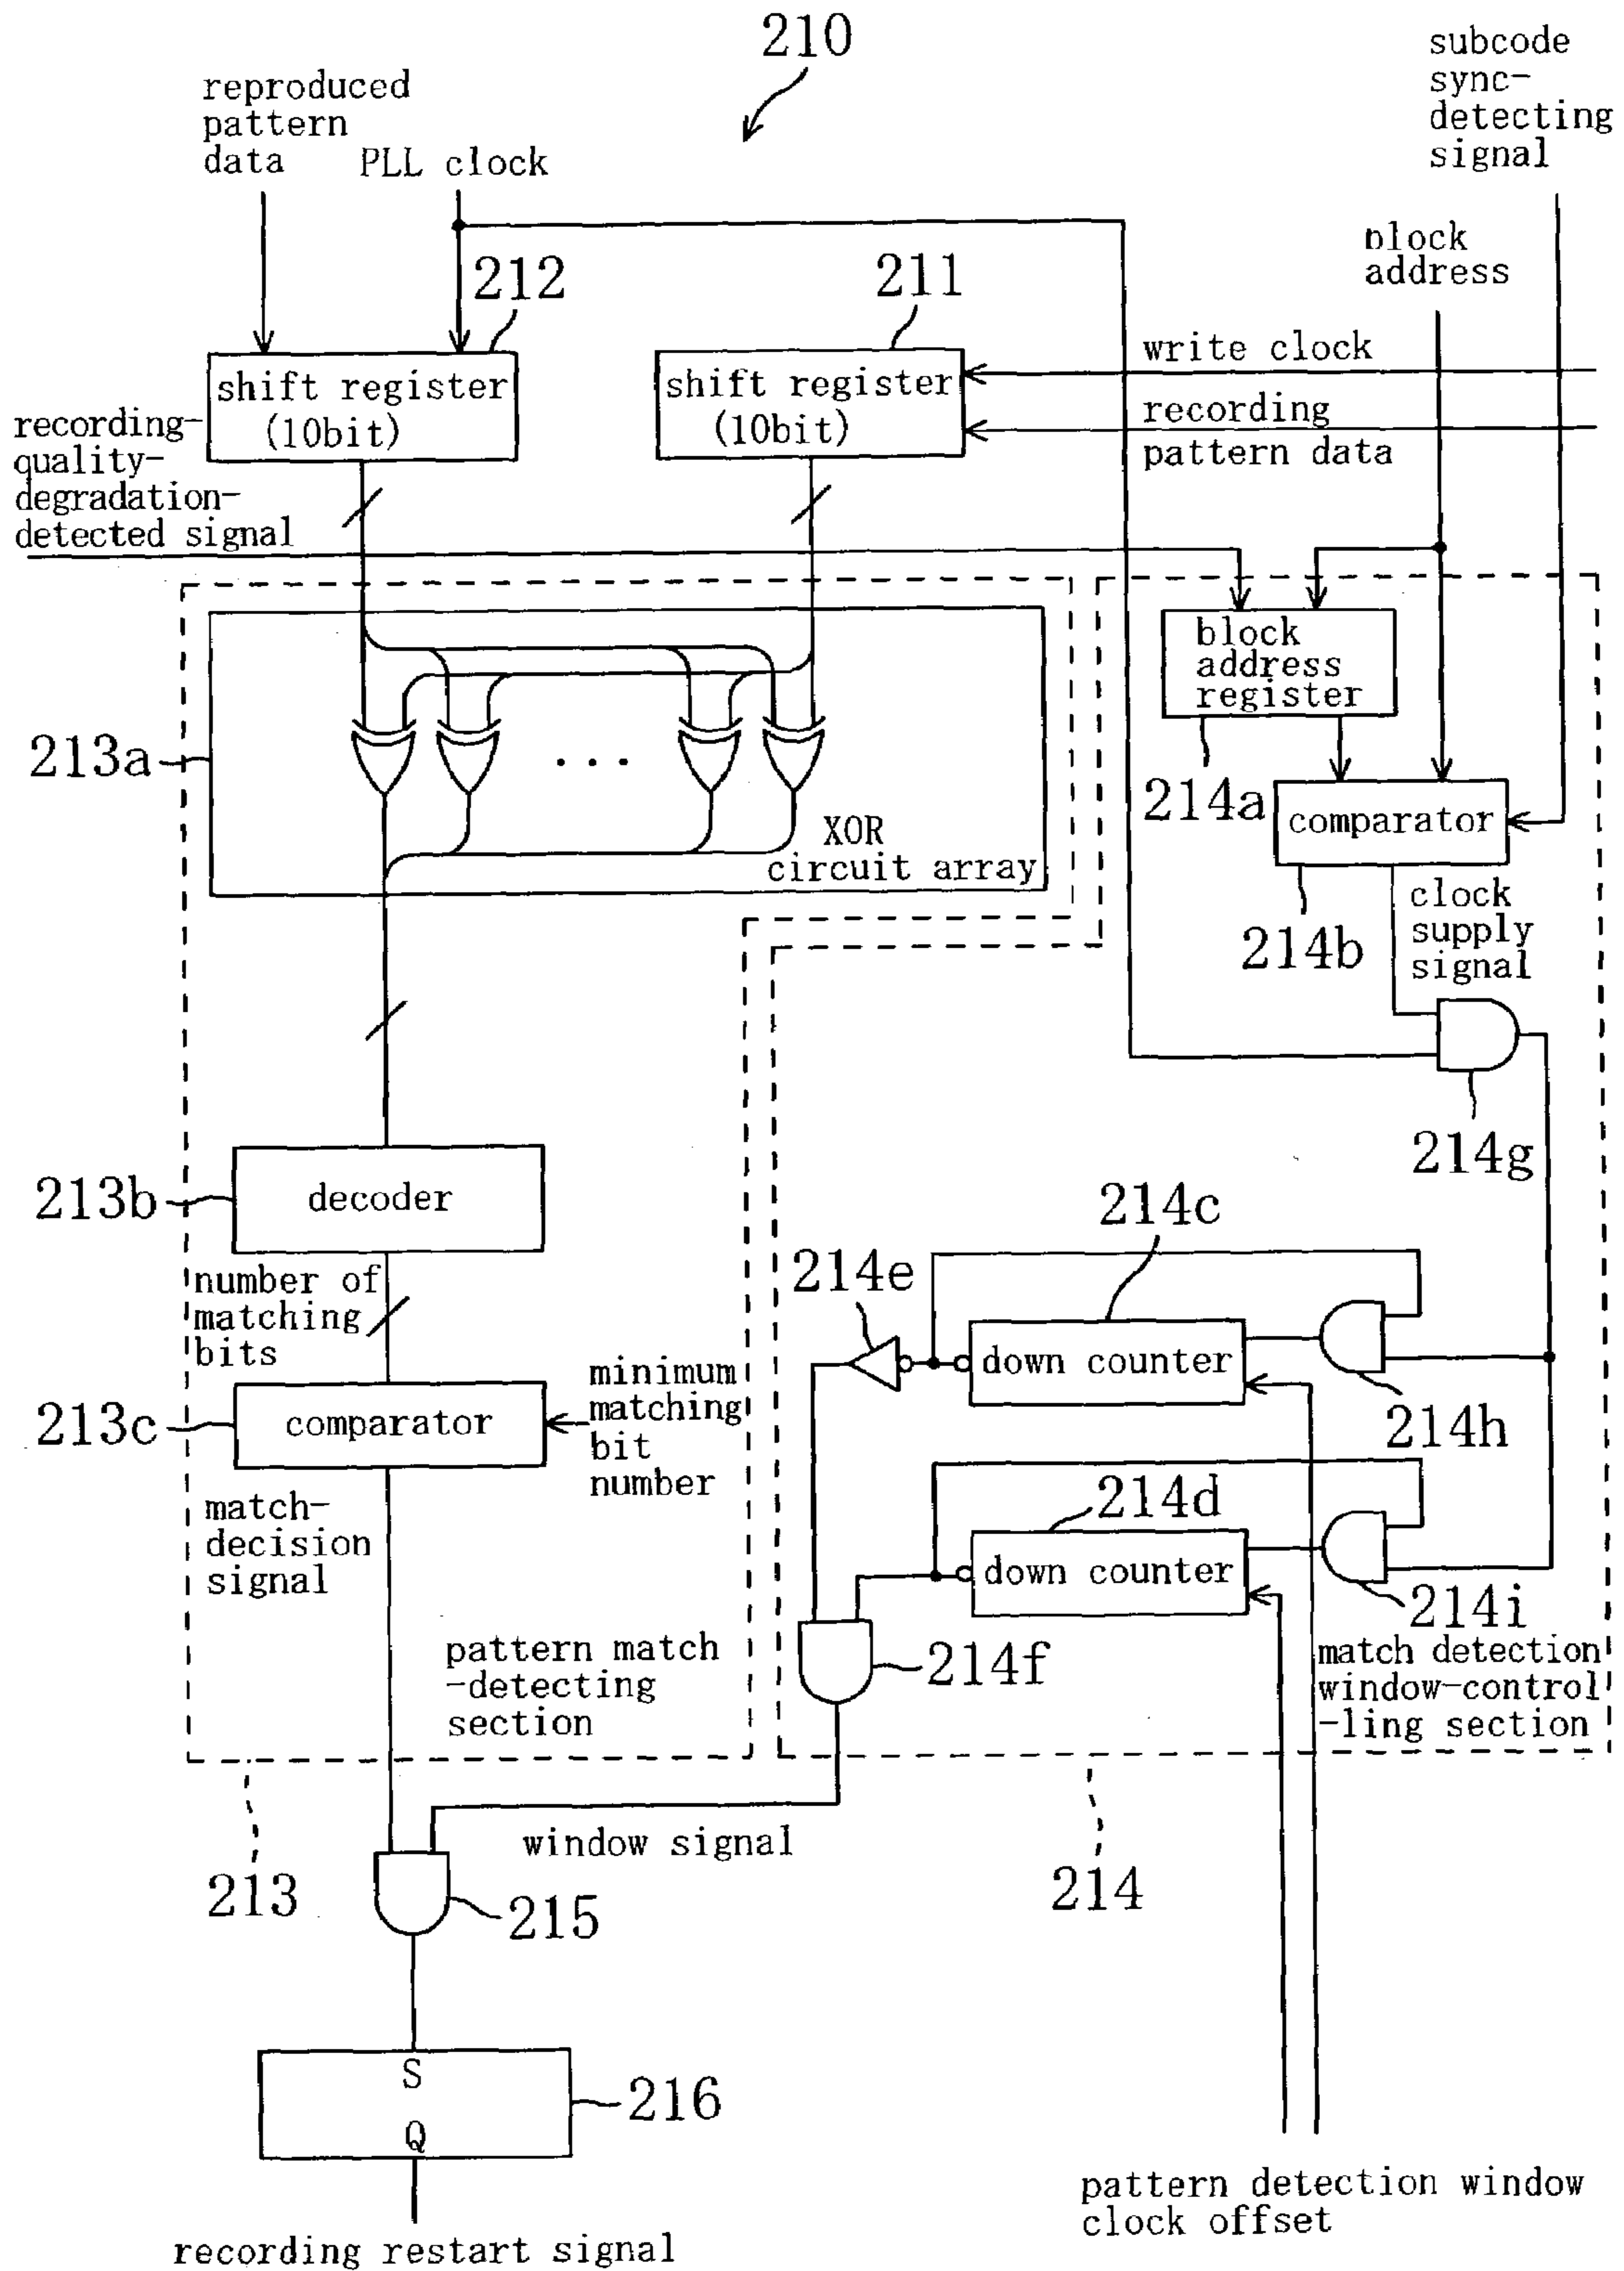 210
subcode
sync-
detecting
signal
reproduced
pattern
data
PLL clock
block
address
212
211
write clock
shift register
(10bit)
shift register
(10bit)
recording
pattern data
recording-
quality-
degradation-
detected signal
block
address
register
213a
214a
comparator
XOR
circuit array
. . .
214b
clock
supply
signal
214g
213b
decoder
214c
214e
number of
matching
bits
down counter
214h
213c
comparator
minimum
matching
bit
number
match-
decision
signal
214d
down counter
214i
pattern match
-detecting
section
214f
match detection
window-control
-ling section
window signal
213
215
214
S
Q
216
pattern detection window
clock offset
recording restart signal